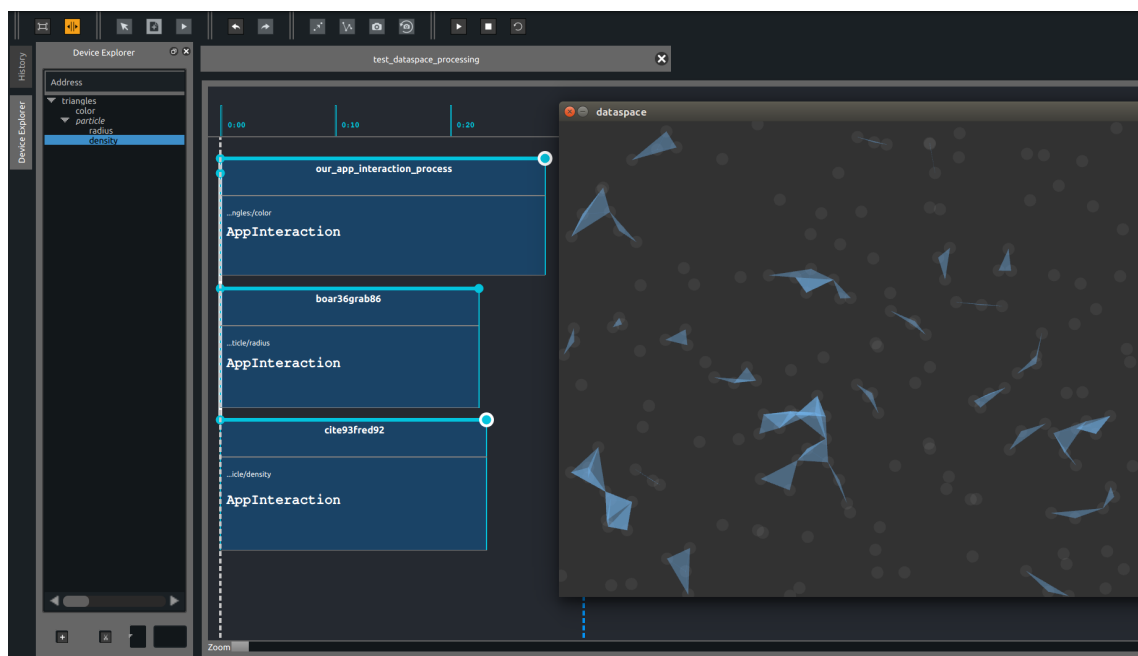 Device Explorer
test_dataspace_processing
History
Device Explorer
Address
triangles
color
particle
radius
density
0:00
0:10
0:20
dataspace
our_app_interaction_process
...ngles:/color
AppInteraction
boar36grab86
...ticle/radius
AppInteraction
cite93fred92
...icle/density
AppInteraction
Zoom